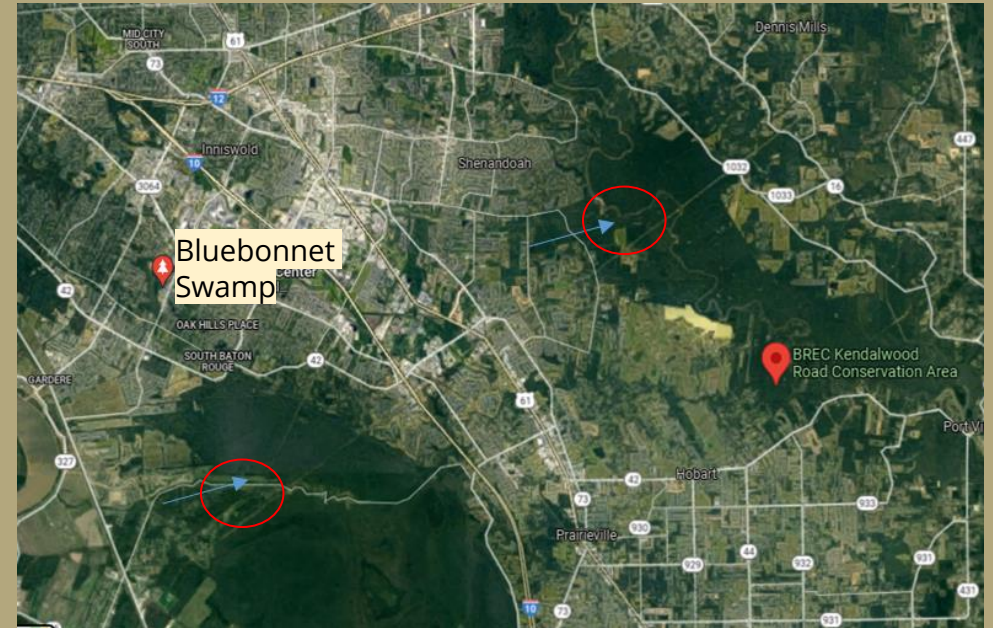 MID CITY
SOUTH
61
73
Dennis Mills
12
Inniswold
10
447
Shenandoah
1032
3064
1033
16
Bluebonnet
Swamp
Center
42
OAK HILLS PLACE
SOUTH BATON
ROUGE
42
GARDERE
BREC Kendalwood
Road Conservation Area
61
Port Vi
327
Hobart
42
73
933
930
Prairieville
44
929
932
931
431
10
73
931